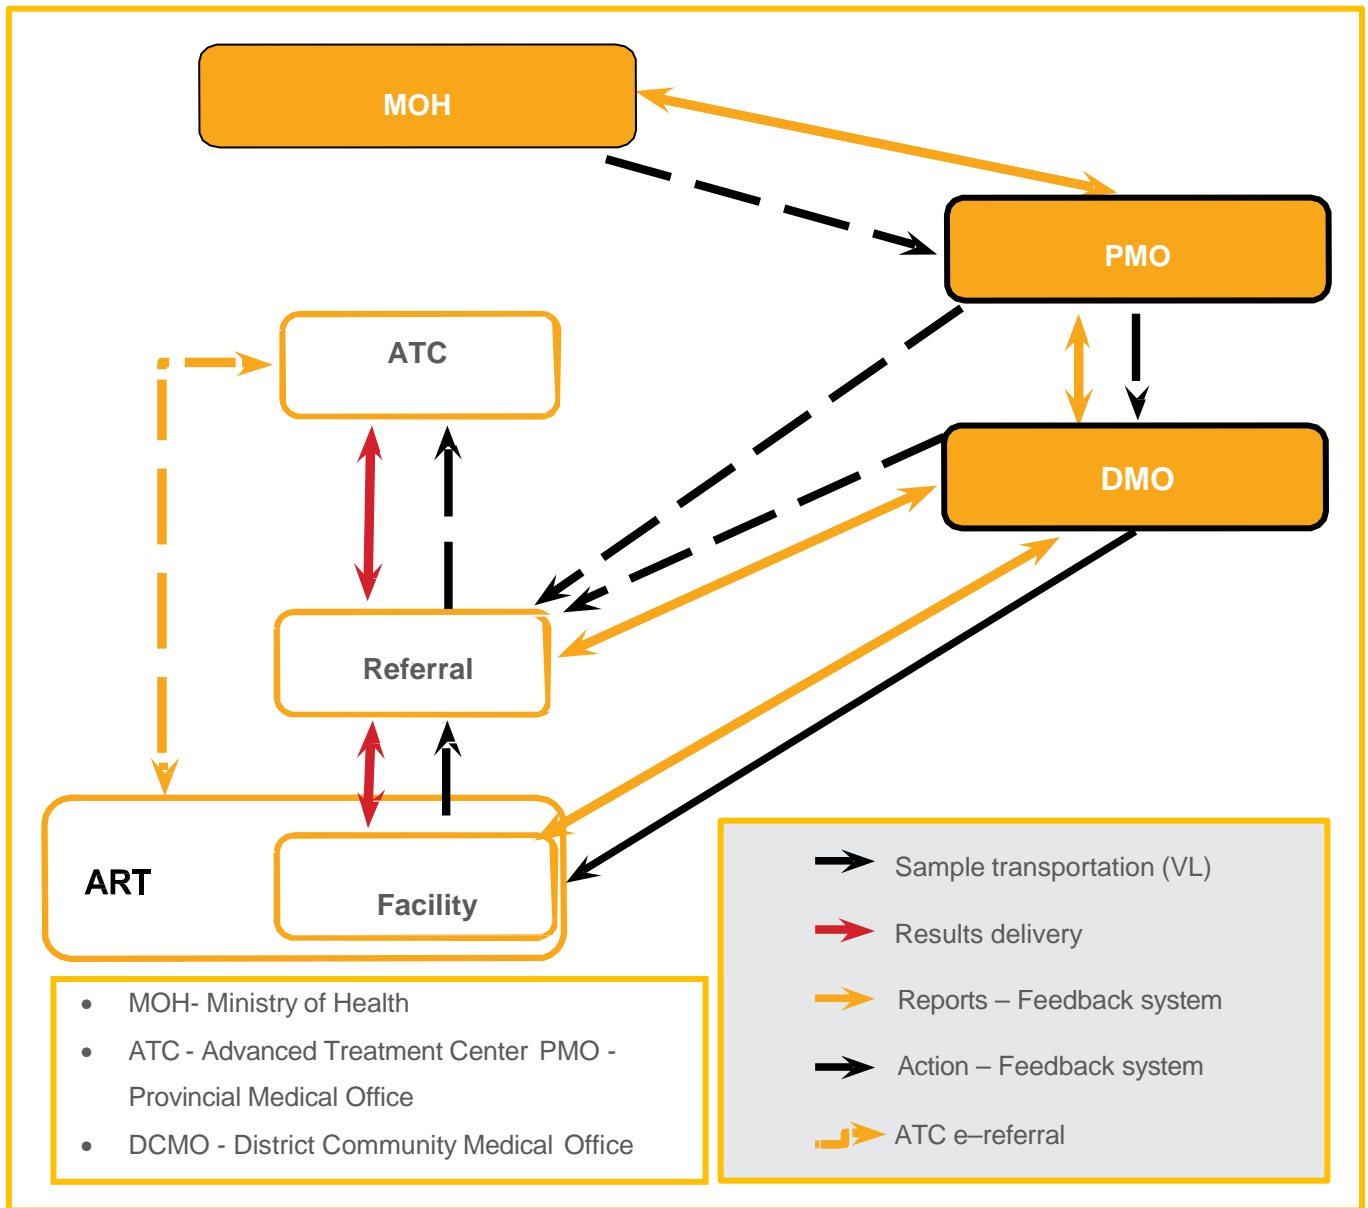 MOH
PMO
ATC
DMO
Referral
ART
Facility
Sample transportation (VL)
Results delivery
Reports – Feedback system
Action – Feedback system
ATC e–referral
• MOH- Ministry of Health
• ATC - Advanced Treatment Center PMO -
Provincial Medical Office
• DCMO - District Community Medical Office